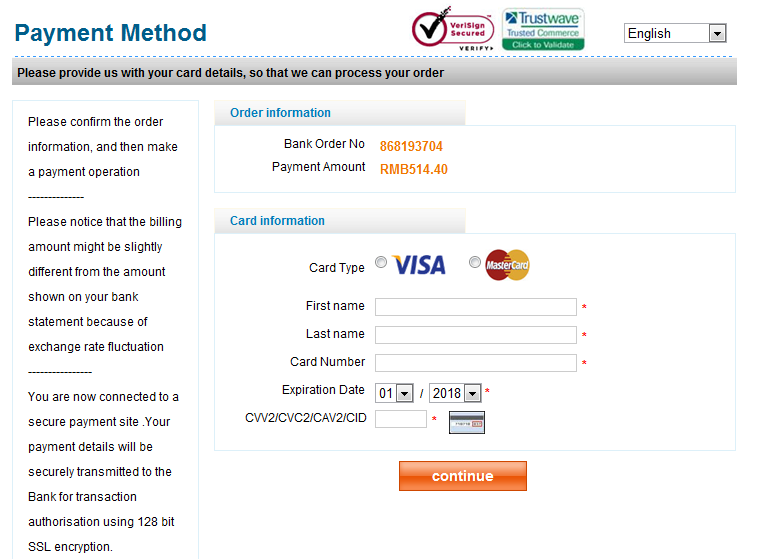 Payment Method
VeriSign
Secured
VERIFY
Trustwave
Trusted Commerce
Click to Validate
English
Please provide us with your card details, so that we can process your order
Please confirm the order
information, and then make
a payment operation
--------------
Please notice that the billing
amount might be slightly
different from the amount
shown on your bank
statement because of
exchange rate fluctuation
----------------
You are now connected to a
secure payment site .Your
payment details will be
securely transmitted to the
Bank for transaction
authorisation using 128 bit
SSL encryption.
Order information
Bank Order No 868193704
Payment Amount RMB514.40
Card information
Card Type VISA MasterCard
First name *
Last name *
Card Number *
Expiration Date 01 / 2018 *
CVV2/CVC2/CAV2/CID *
continue